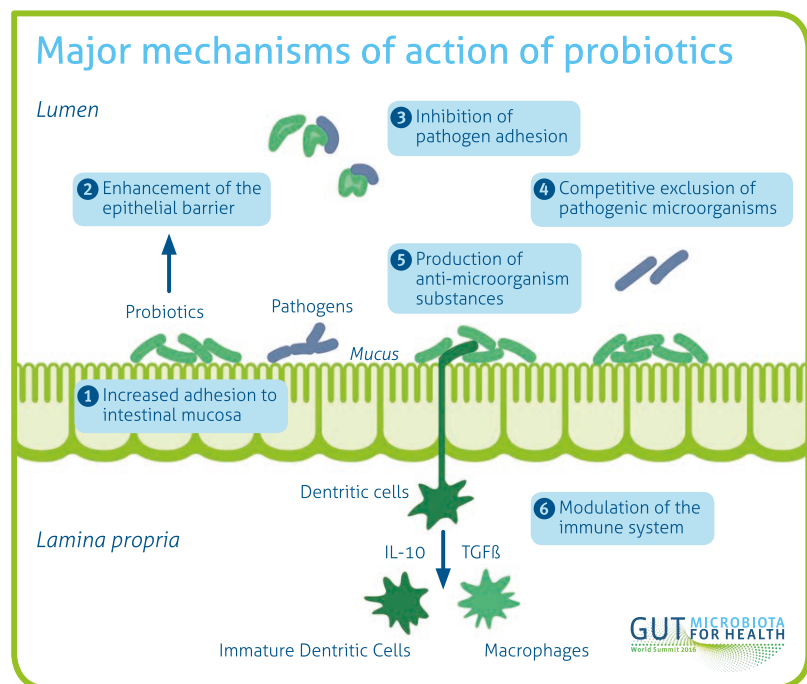 Major mechanisms of action of probiotics
Lumen
3 Inhibition of
pathogen adhesion
2 Enhancement of the
epithelial barrier
4 Competitive exclusion of
pathogenic microorganisms
5 Production of
anti-microorganism
substances
Probiotics
Pathogens
Mucus
1 Increased adhesion to
intestinal mucosa
Dentritic cells
6 Modulation of the
immune system
Lamina propria
IL-10
TGFß
Immature Dentritic Cells
Macrophages
GUT MICROBIOTA
FOR HEALTH
World Summit 2016